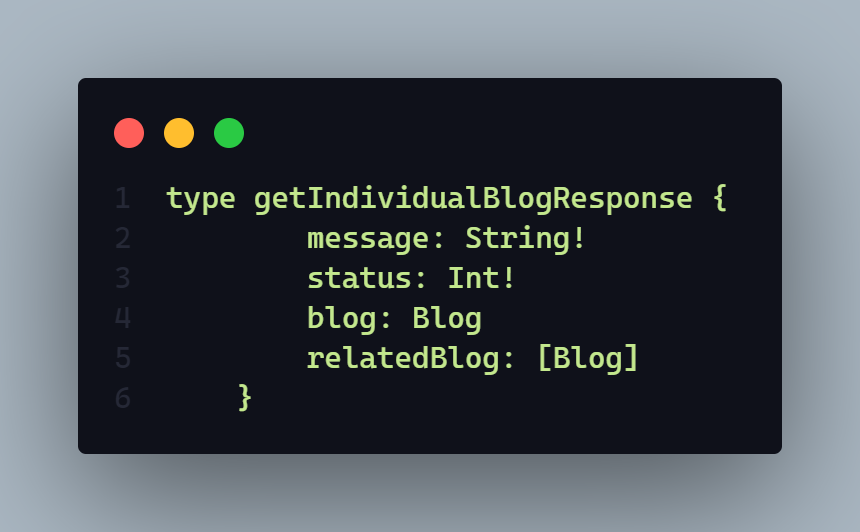 1 type getIndividualBlogResponse {
2 message: String!
3 status: Int!
4 blog: Blog
5 relatedBlog: [Blog]
6 }